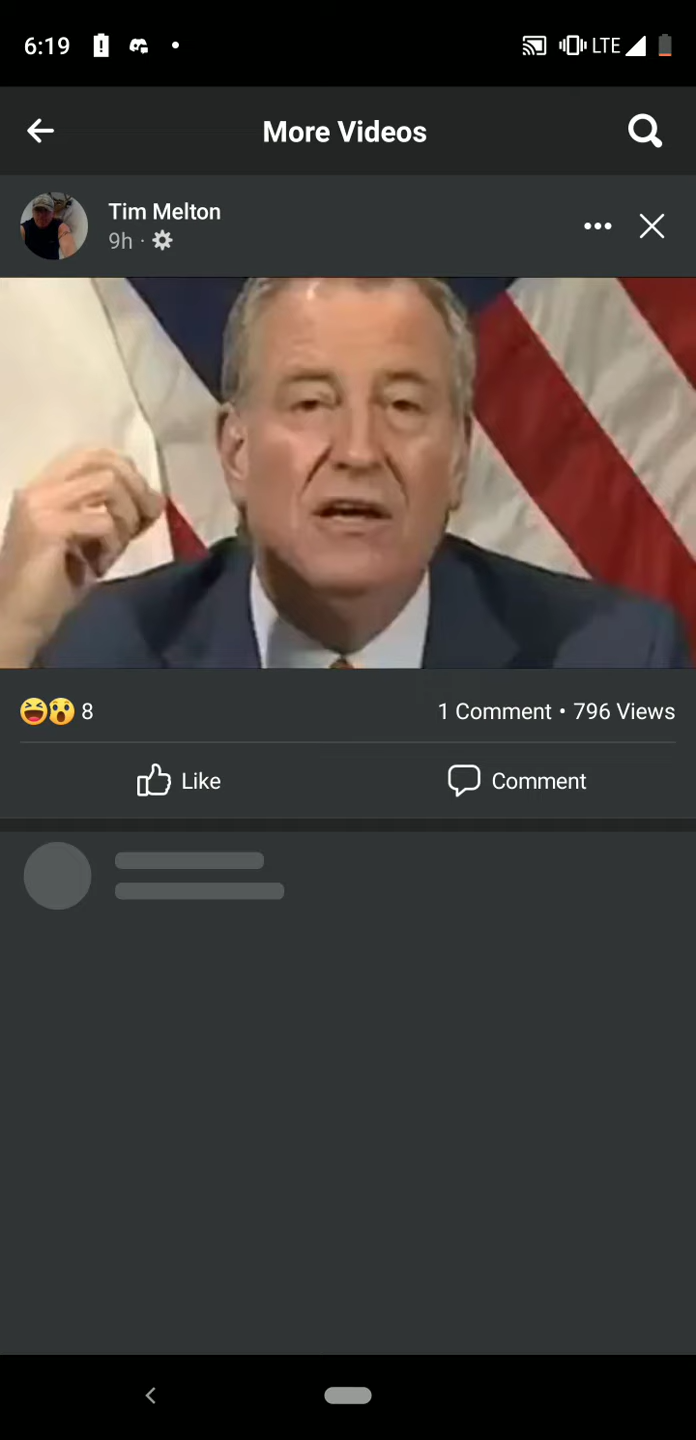 6:19 LTE
More Videos
Tim Melton
9h ·
8 1 Comment • 796 Views
Like Comment